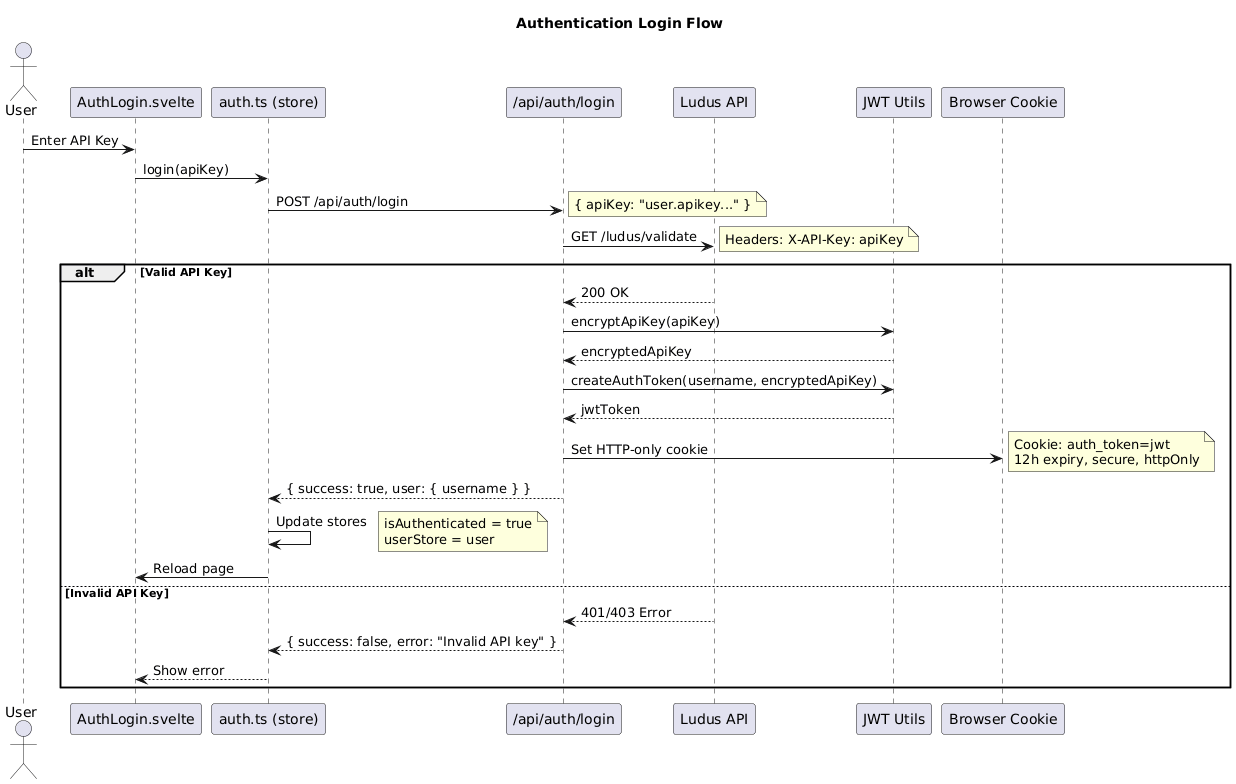 Authentication Login Flow
User
AuthLogin.svelte
auth.ts (store)
/api/auth/login
Ludus API
JWT Utils
Browser Cookie
Enter API Key
login(apiKey)
POST /api/auth/login
{ apiKey: "user.apikey..." }
GET /ludus/validate
Headers: X-API-Key: apiKey
alt
[Valid API Key]
200 OK
encryptApiKey(apiKey)
encryptedApiKey
createAuthToken(username, encryptedApiKey)
jwtToken
Set HTTP-only cookie
Cookie: auth_token=jwt
12h expiry, secure, httpOnly
{ success: true, user: { username } }
Update stores
isAuthenticated = true
userStore = user
Reload page
[Invalid API Key]
401/403 Error
{ success: false, error: "Invalid API key" }
Show error
User
AuthLogin.svelte
auth.ts (store)
/api/auth/login
Ludus API
JWT Utils
Browser Cookie